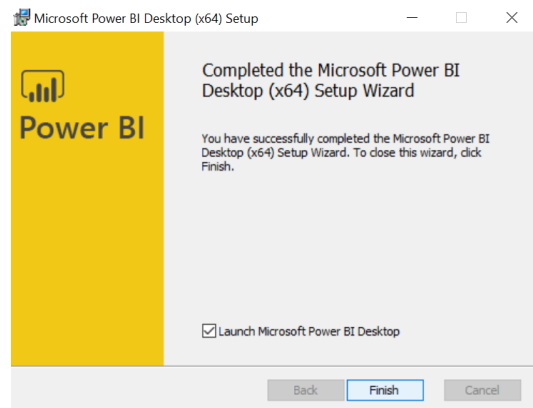 Microsoft Power BI Desktop (x64) Setup
Power BI
Completed the Microsoft Power BI
Desktop (x64) Setup Wizard
You have successfully completed the Microsoft Power BI
Desktop (x64) Setup Wizard. To close this wizard, click
Finish.
Launch Microsoft Power BI Desktop
Back Finish Cancel